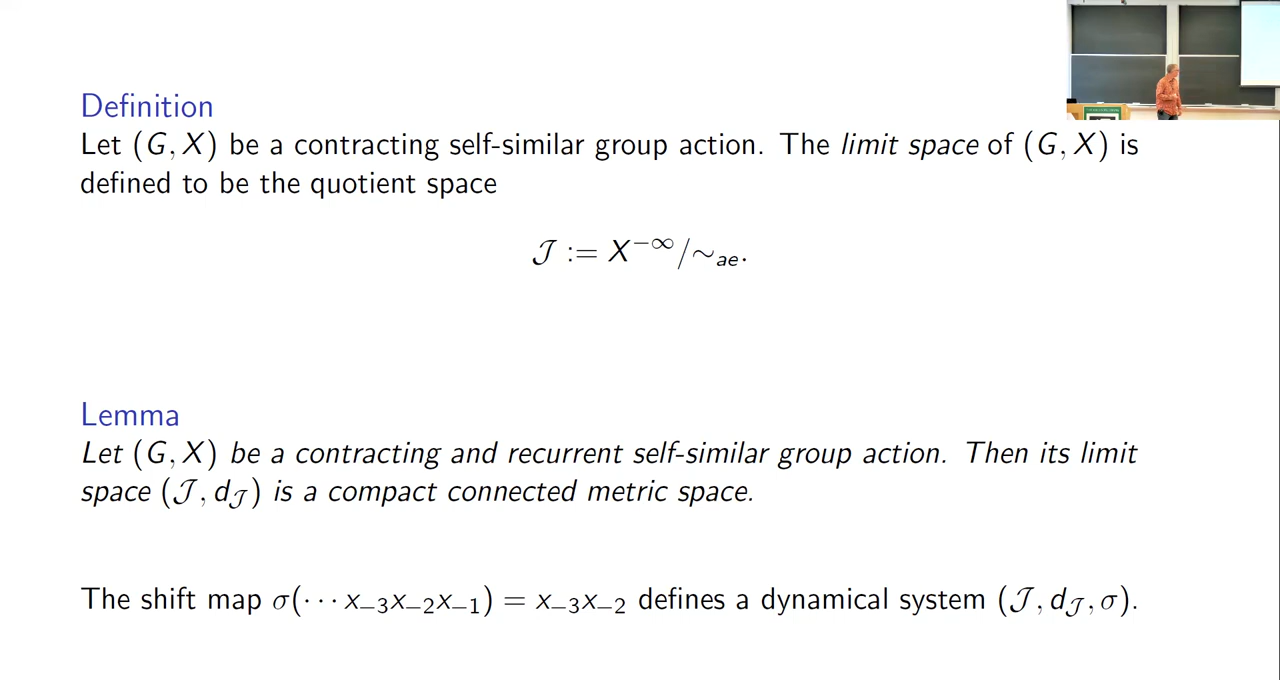 Definition
Let (G, X) be a contracting self-similar group action. The limit space of (G, X) is
defined to be the quotient space
𝒥 := X^{−∞}/∼_{ae}.
Lemma
Let (G, X) be a contracting and recurrent self-similar group action. Then its limit
space (𝒥, d_𝒥) is a compact connected metric space.
The shift map σ(⋯ x_{−3}x_{−2}x_{−1}) = x_{−3}x_{−2} defines a dynamical system (𝒥, d_𝒥, σ).